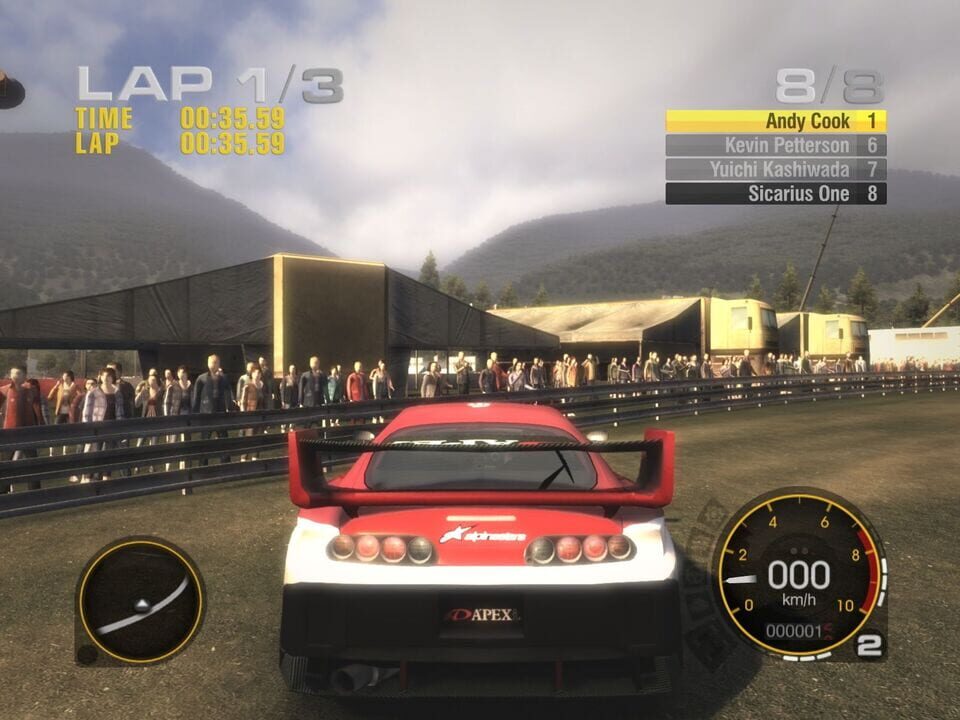 LAP 1/3
TIME 00:35.59
LAP 00:35.59
8/8
Andy Cook 1
Kevin Petterson 6
Yuichi Kashiwada 7
Sicarius One 8
alpinestars
APEX
0 2 4 6 8 10
000
km/h
000001
2